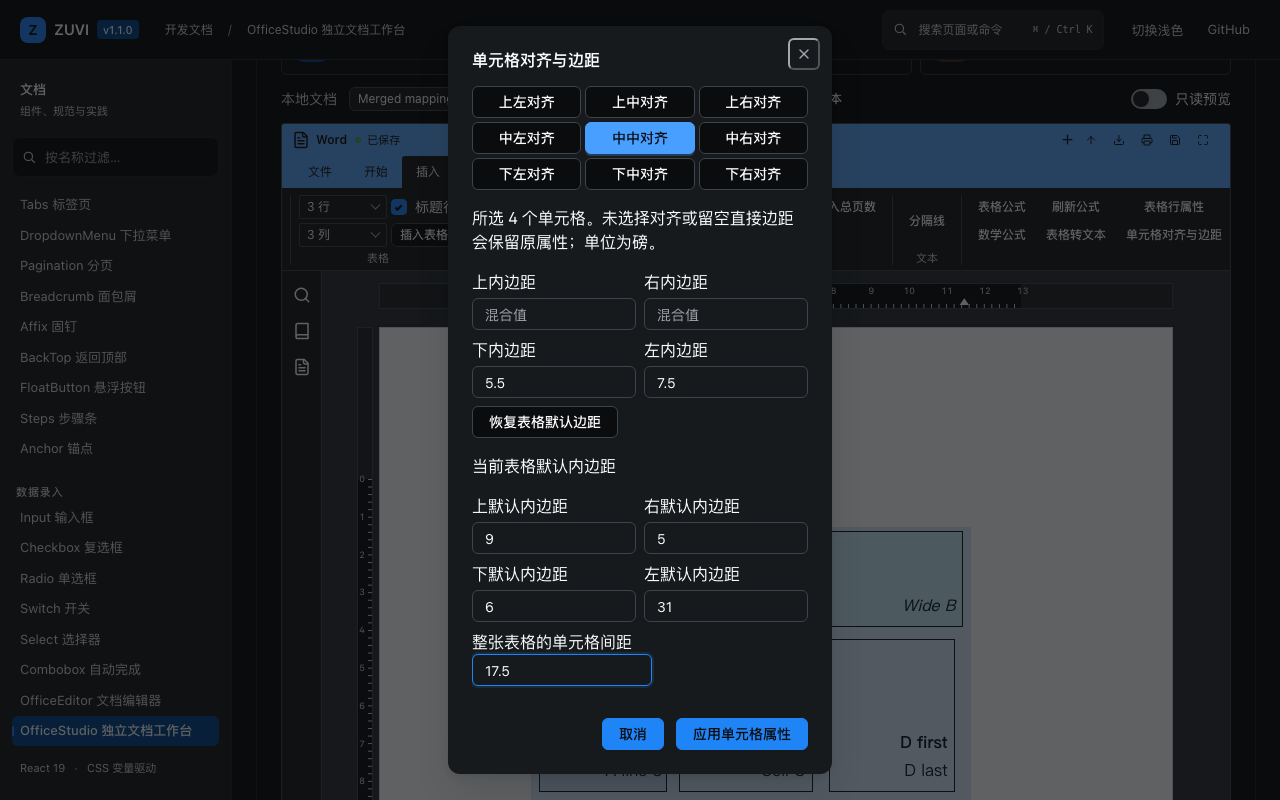 Z ZUVI v1.1.0 开发文档 / OfficeStudio 独立文档工作台
搜索页面或命令 ⌘ / Ctrl K 切换浅色 GitHub
文档
组件、规范与实践
按名称过滤...
Tabs 标签页
DropdownMenu 下拉菜单
Pagination 分页
Breadcrumb 面包屑
Affix 固钉
BackTop 返回顶部
FloatButton 悬浮按钮
Steps 步骤条
Anchor 锚点
数据录入
Input 输入框
Checkbox 复选框
Radio 单选框
Switch 开关
Select 选择器
Combobox 自动完成
OfficeEditor 文档编辑器
OfficeStudio 独立文档工作台
React 19 · CSS 变量驱动
本地文档 Merged mapping
本
只读预览
Word 已保存
文件 开始 插入
3 行 标题行
3 列 插入表格
表格
入总页数
分隔线
文本
表格公式 刷新公式 表格行属性
数学公式 表格转文本 单元格对齐与边距
8 9 10 11 12 13
0
1
2
3
4
5
6
7
8
Wide B
D first
D last
单元格对齐与边距
上左对齐 上中对齐 上右对齐
中左对齐 中中对齐 中右对齐
下左对齐 下中对齐 下右对齐
所选 4 个单元格。未选择对齐或留空直接边距
会保留原属性；单位为磅。
上内边距 右内边距
混合值 混合值
下内边距 左内边距
5.5 7.5
恢复表格默认边距
当前表格默认内边距
上默认内边距 右默认内边距
9 5
下默认内边距 左默认内边距
6 31
整张表格的单元格间距
17.5
取消 应用单元格属性